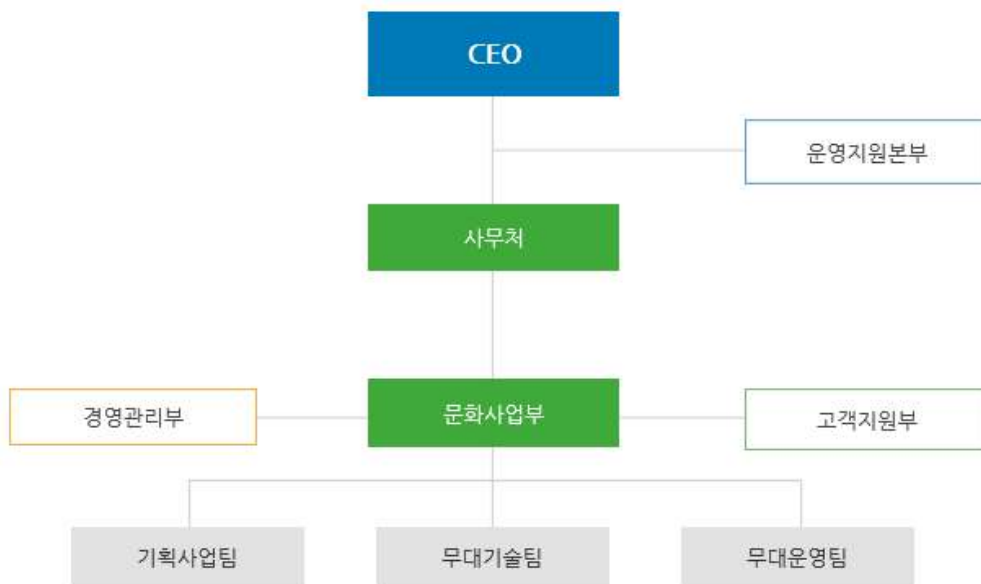 CEO
운영지원본부
사무처
경영관리부
문화사업부
고객지원부
기획사업팀
무대기술팀
무대운영팀